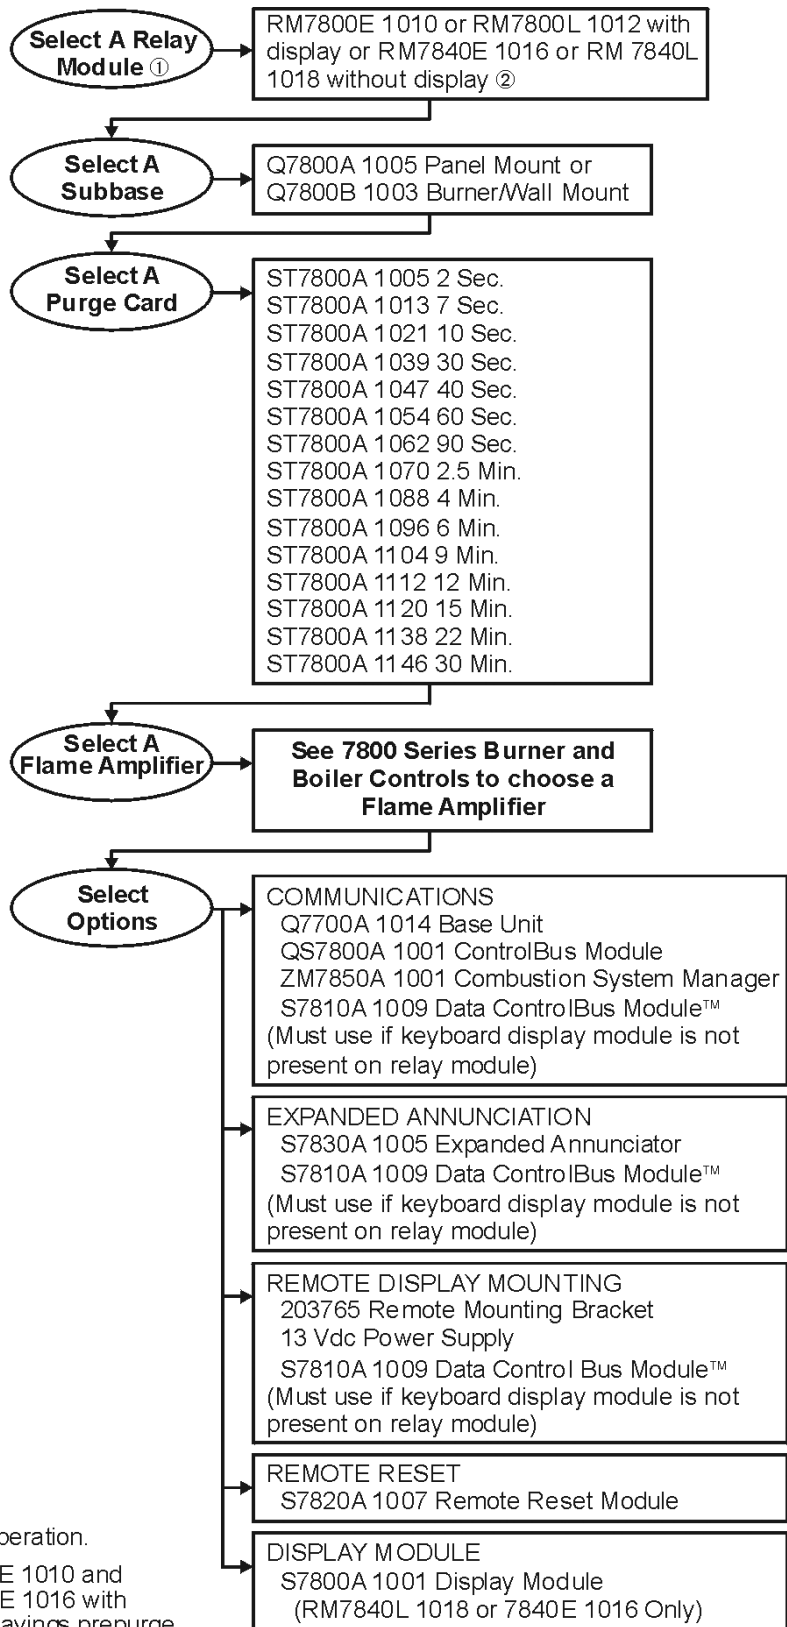 Select A Relay
Module ①
RM7800E 1010 or RM7800L 1012 with
display or RM7840E 1016 or RM 7840L
1018 without display ②
Select A
Subbase
Q7800A 1005 Panel Mount or
Q7800B 1003 Burner/Wall Mount
Select A
Purge Card
ST7800A 1005 2 Sec.
ST7800A 1013 7 Sec.
ST7800A 1021 10 Sec.
ST7800A 1039 30 Sec.
ST7800A 1047 40 Sec.
ST7800A 1054 60 Sec.
ST7800A 1062 90 Sec.
ST7800A 1070 2.5 Min.
ST7800A 1088 4 Min.
ST7800A 1096 6 Min.
ST7800A 1104 9 Min.
ST7800A 1112 12 Min.
ST7800A 1120 15 Min.
ST7800A 1138 22 Min.
ST7800A 1146 30 Min.
Select A
Flame Amplifier
See 7800 Series Burner and
Boiler Controls to choose a
Flame Amplifier
Select
Options
COMMUNICATIONS
Q7700A 1014 Base Unit
QS7800A 1001 ControlBus Module
ZM7850A 1001 Combustion System Manager
S7810A 1009 Data ControlBus Module™
(Must use if keyboard display module is not
present on relay module)
EXPANDED ANNUNCIATION
S7830A 1005 Expanded Annunciator
S7810A 1009 Data ControlBus Module™
(Must use if keyboard display module is not
present on relay module)
REMOTE DISPLAY MOUNTING
203765 Remote Mounting Bracket
13 Vdc Power Supply
S7810A 1009 Data Control Bus Module™
(Must use if keyboard display module is not
present on relay module)
REMOTE RESET
S7820A 1007 Remote Reset Module
DISPLAY MODULE
S7800A 1001 Display Module
(RM7840L 1018 or 7840E 1016 Only)
peration.
E 1010 and
E 1016 with
avings prepurge